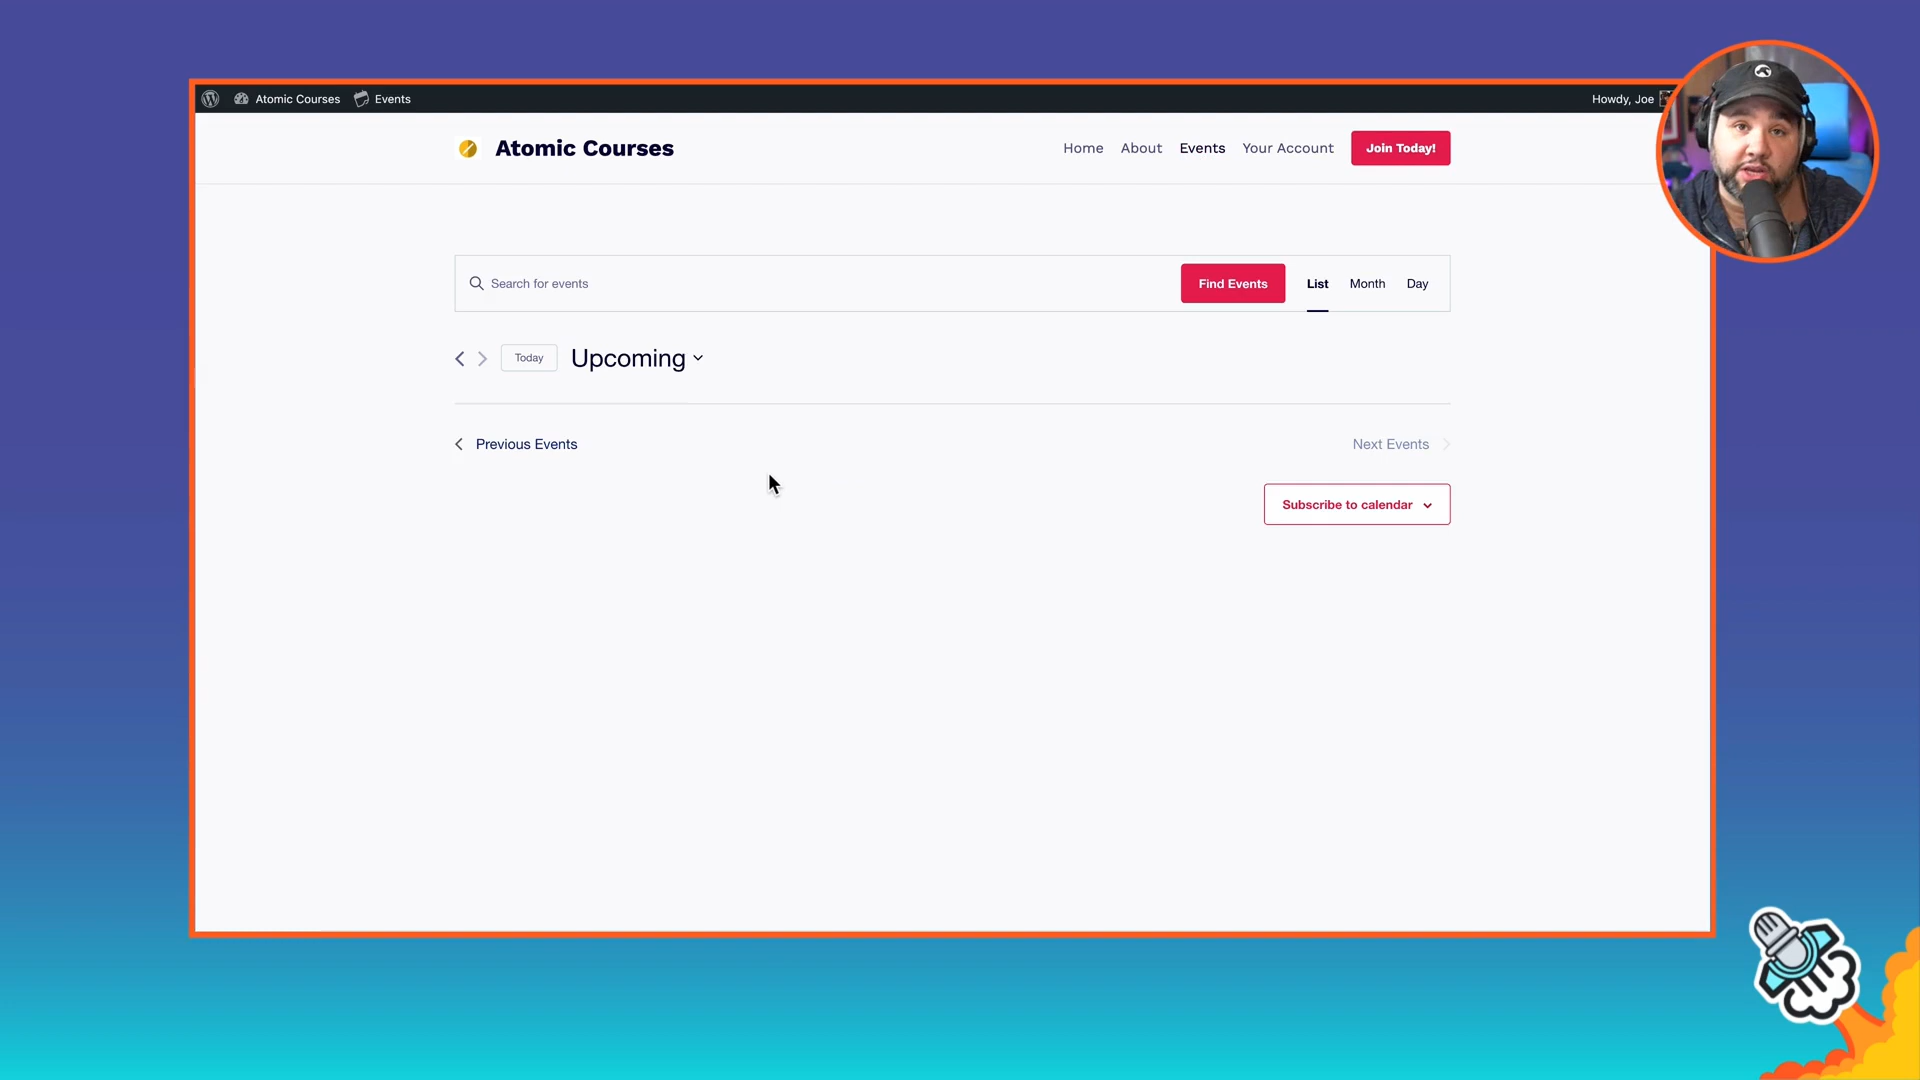 Atomic Courses Events Howdy, Joe
Atomic Courses Home About Events Your Account Join Today!
Search for events Find Events List Month Day
Today Upcoming
Previous Events Next Events
Subscribe to calendar